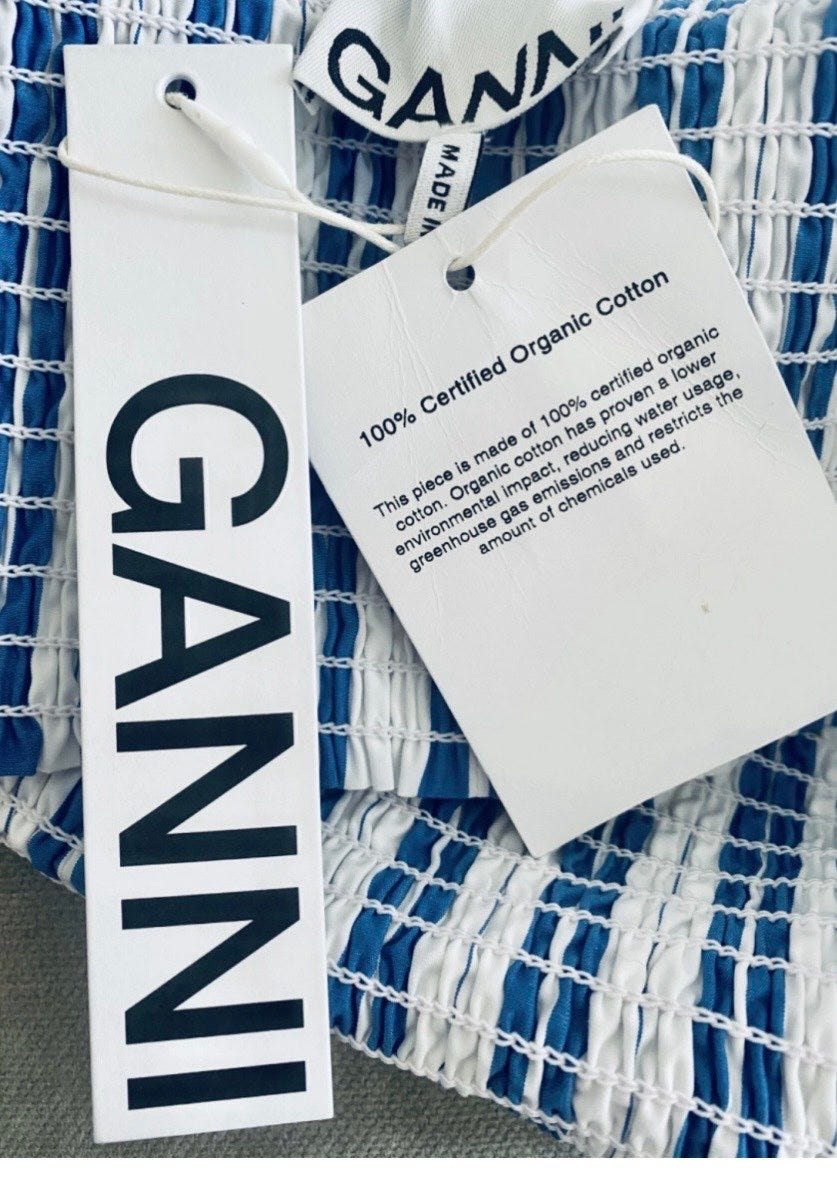 GANNI
MADE IN
GANNI
100% Certified Organic Cotton
This piece is made of 100% certified organic
cotton. Organic cotton has proven a lower
environmental impact, reducing water usage,
greenhouse gas emissions and restricts the
amount of chemicals used.